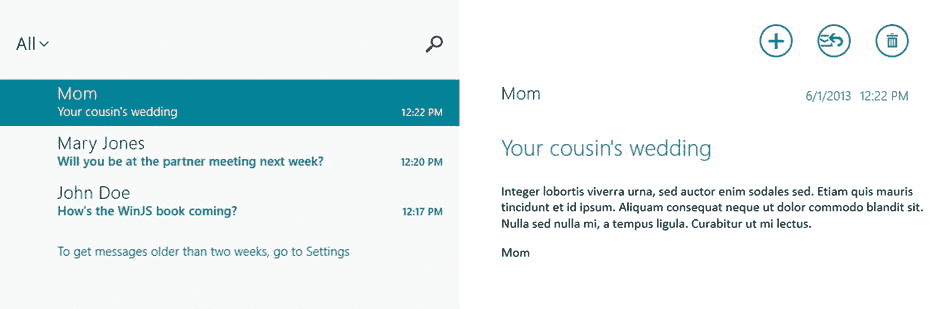 All
Mom
Your cousin's wedding
12:22 PM
Mary Jones
Will you be at the partner meeting next week?
12:20 PM
John Doe
How's the WinJS book coming?
12:17 PM
To get messages older than two weeks, go to Settings
Mom
6/1/2013 12:22 PM
Your cousin's wedding
Integer lobortis viverra urna, sed auctor enim sodales sed. Etiam quis mauris
tincidunt et id ipsum. Aliquam consequat neque ut dolor commodo blandit sit.
Nulla sed nulla mi, a tempus ligula. Curabitur ut mi lectus.
Mom